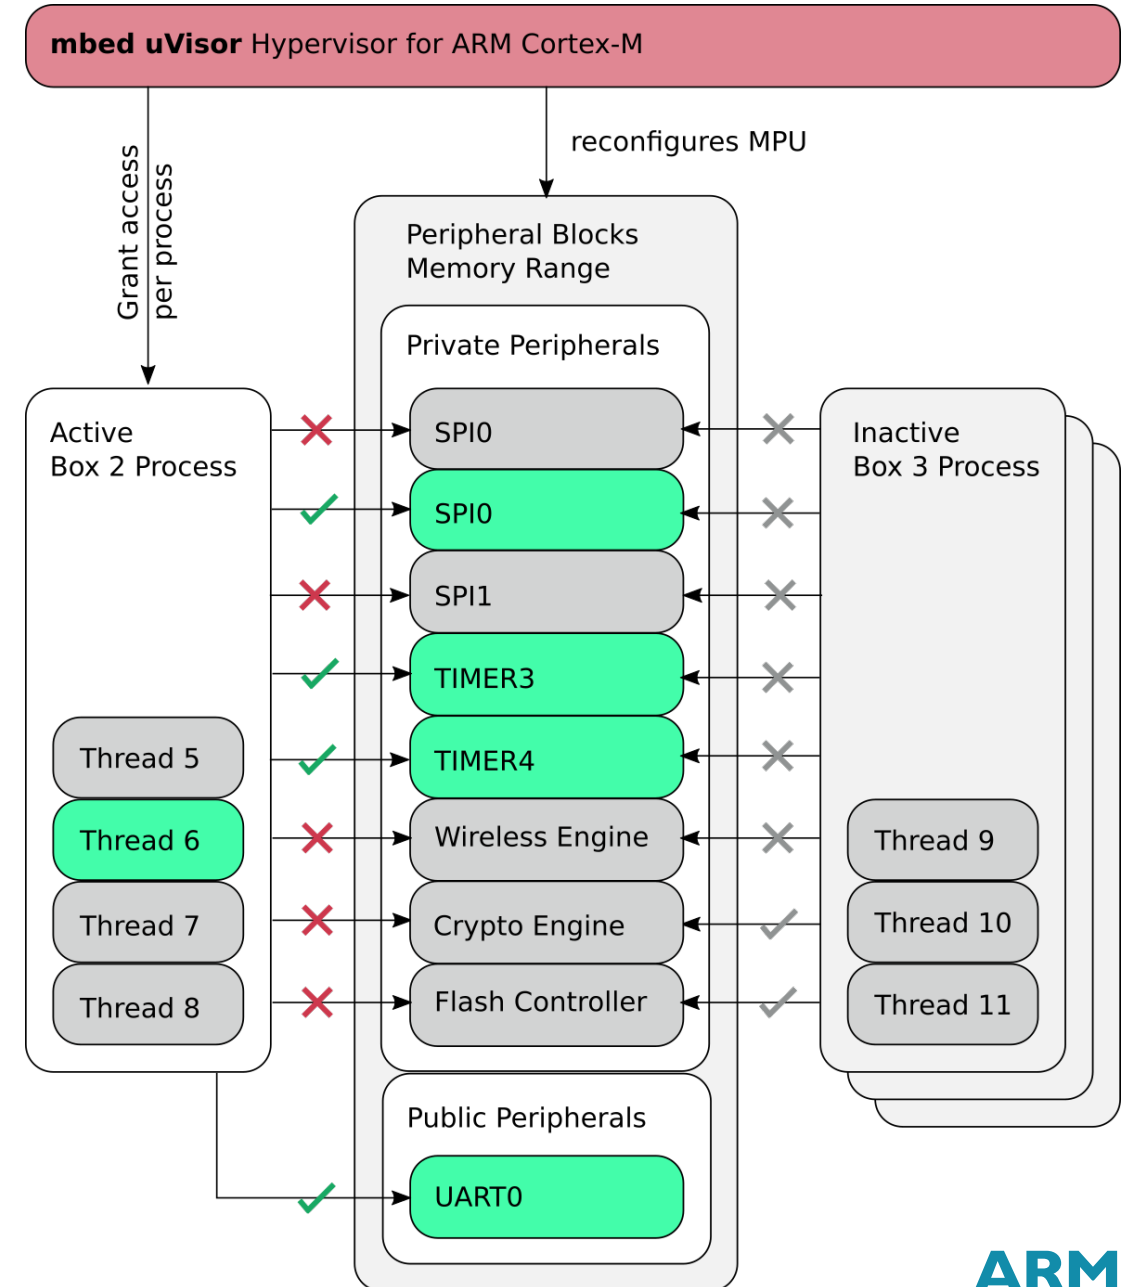 mbed uVisor Hypervisor for ARM Cortex-M
Grant access
per process
reconfigures MPU
Peripheral Blocks
Memory Range
Private Peripherals
Active
Box 2 Process
Thread 5
Thread 6
Thread 7
Thread 8
SPI0
SPI0
SPI1
TIMER3
TIMER4
Wireless Engine
Crypto Engine
Flash Controller
Inactive
Box 3 Process
Thread 9
Thread 10
Thread 11
Public Peripherals
UART0
ARM